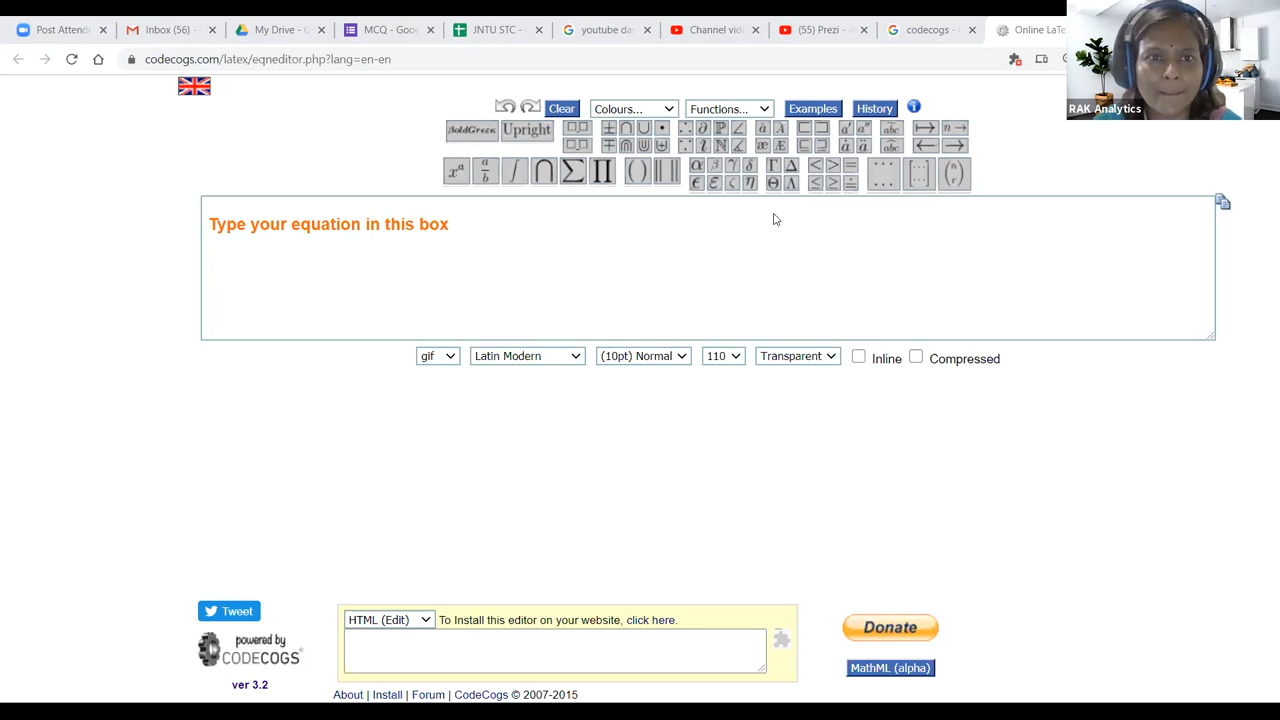 Post Attend
Inbox (56) -
My Drive - G
MCQ - Goo
JNTU STC -
youtube da
Channel vid
(55) Prezi - A
codecogs -
Online LaTe
codecogs.com/latex/eqneditor.php?lang=en-en
RAK Analytics
Clear
Colours...
Functions...
Examples
History
BoldGreek
Upright
Type your equation in this box
gif
Latin Modern
(10pt) Normal
110
Transparent
Inline
Compressed
Tweet
powered by
CODECOGS
ver 3.2
HTML (Edit)
To Install this editor on your website, click here.
Donate
MathML (alpha)
About | Install | Forum | CodeCogs © 2007-2015